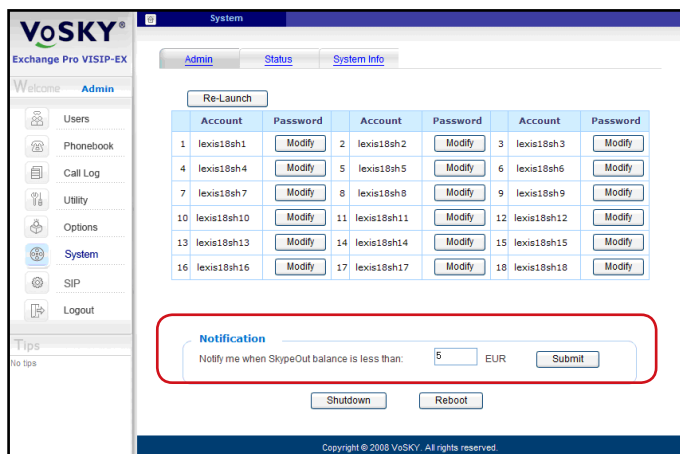 VoSKY®
System
Exchange Pro VISIP-EX
Welcome Admin
Users
Phonebook
Call Log
Utility
Options
System
SIP
Logout
Tips
No tips
Admin Status System Info
Re-Launch
Account Password Account Password Account Password
1 lexis18sh1 Modify 2 lexis18sh2 Modify 3 lexis18sh3 Modify
4 lexis18sh4 Modify 5 lexis18sh5 Modify 6 lexis18sh6 Modify
7 lexis18sh7 Modify 8 lexis18sh8 Modify 9 lexis18sh9 Modify
10 lexis18sh10 Modify 11 lexis18sh11 Modify 12 lexis18sh12 Modify
13 lexis18sh13 Modify 14 lexis18sh14 Modify 15 lexis18sh15 Modify
16 lexis18sh16 Modify 17 lexis18sh17 Modify 18 lexis18sh18 Modify
Notification
Notify me when SkypeOut balance is less than: 5 EUR Submit
Shutdown Reboot
Copyright © 2008 VoSKY. All rights reserved.